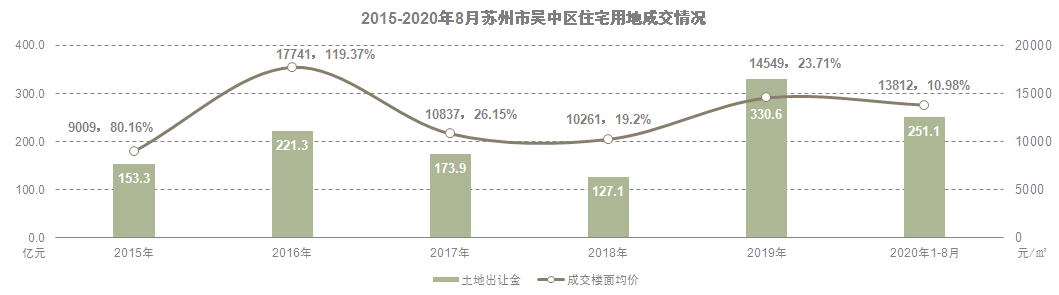 2015-2020年8月苏州市吴中区住宅用地成交情况
400.0
300.0
200.0
100.0
0.0
亿元
20000
15000
10000
5000
0
元/㎡
9009，80.16%
17741，119.37%
10837，26.15%
10261，19.2%
14549，23.71%
13812，10.98%
153.3
221.3
173.9
127.1
330.6
251.1
2015年
2016年
2017年
2018年
2019年
2020年1-8月
土地出让金
成交楼面均价